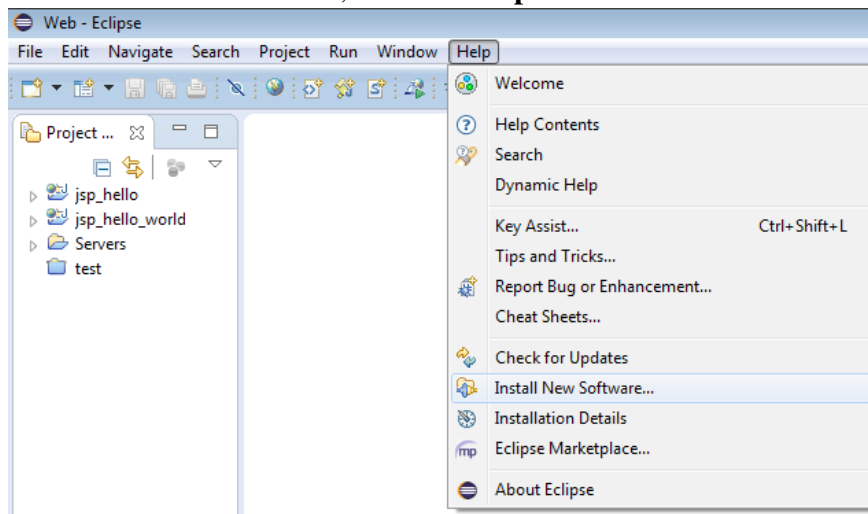 Web - Eclipse
File Edit Navigate Search Project Run Window Help
Welcome
Project ...
Help Contents
Search
Dynamic Help
jsp_hello
jsp_hello_world
Servers
test
Key Assist... Ctrl+Shift+L
Tips and Tricks...
Report Bug or Enhancement...
Cheat Sheets...
Check for Updates
Install New Software...
Installation Details
mp Eclipse Marketplace...
About Eclipse